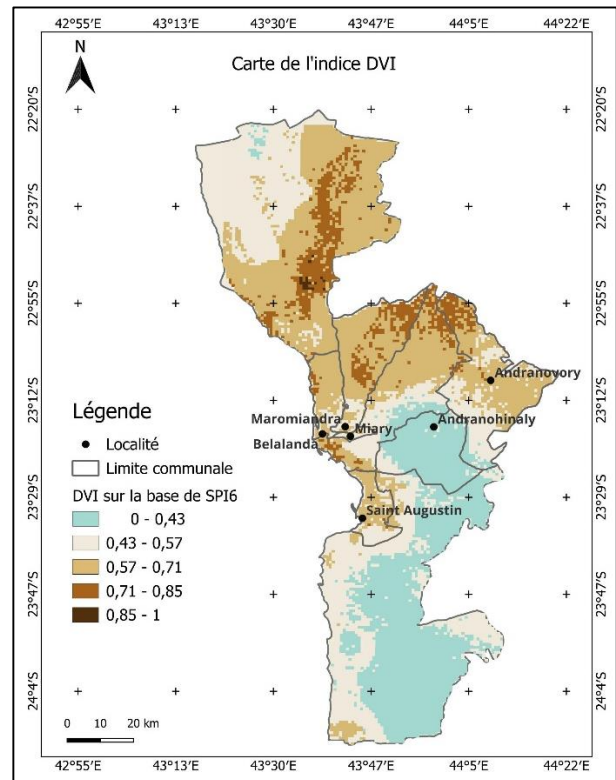 42°55'E 43°13'E 43°30'E 43°47'E 44°5'E 44°22'E
N
Carte de l'indice DVI
22°20'S 22°20'S
22°37'S 22°37'S
22°55'S 22°55'S
23°12'S 23°12'S
23°29'S 23°29'S
23°47'S 23°47'S
24°4'S 24°4'S
Andranovory
Maromiandra
Miary
Andranohinaly
Belalanda
Saint Augustin
Légende
Localité
Limite communale
DVI sur la base de SPI6
0 - 0,43
0,43 - 0,57
0,57 - 0,71
0,71 - 0,85
0,85 - 1
0 10 20 km
42°55'E 43°13'E 43°30'E 43°47'E 44°5'E 44°22'E